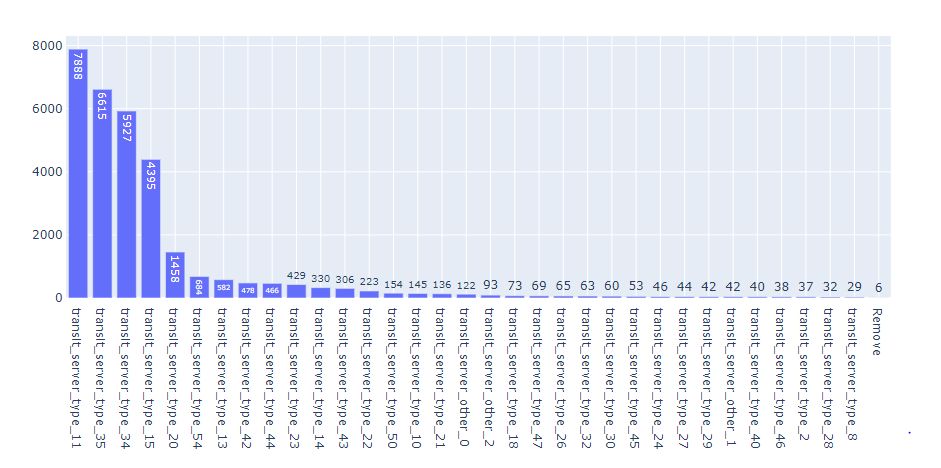 8000
6000
4000
2000
0
7888
6615
5927
4395
1458
684
582
478
466
429
330
306
223
154
145
136
122
93
73
69
65
63
60
53
46
44
42
42
40
38
37
32
29
6
transit_server_type_11
transit_server_type_35
transit_server_type_34
transit_server_type_15
transit_server_type_20
transit_server_type_54
transit_server_type_13
transit_server_type_42
transit_server_type_44
transit_server_type_23
transit_server_type_14
transit_server_type_43
transit_server_type_22
transit_server_type_50
transit_server_type_10
transit_server_type_21
transit_server_other_0
transit_server_other_2
transit_server_type_18
transit_server_type_47
transit_server_type_26
transit_server_type_32
transit_server_type_30
transit_server_type_45
transit_server_type_24
transit_server_type_27
transit_server_type_29
transit_server_other_1
transit_server_type_40
transit_server_type_46
transit_server_type_2
transit_server_type_28
transit_server_type_8
Remove